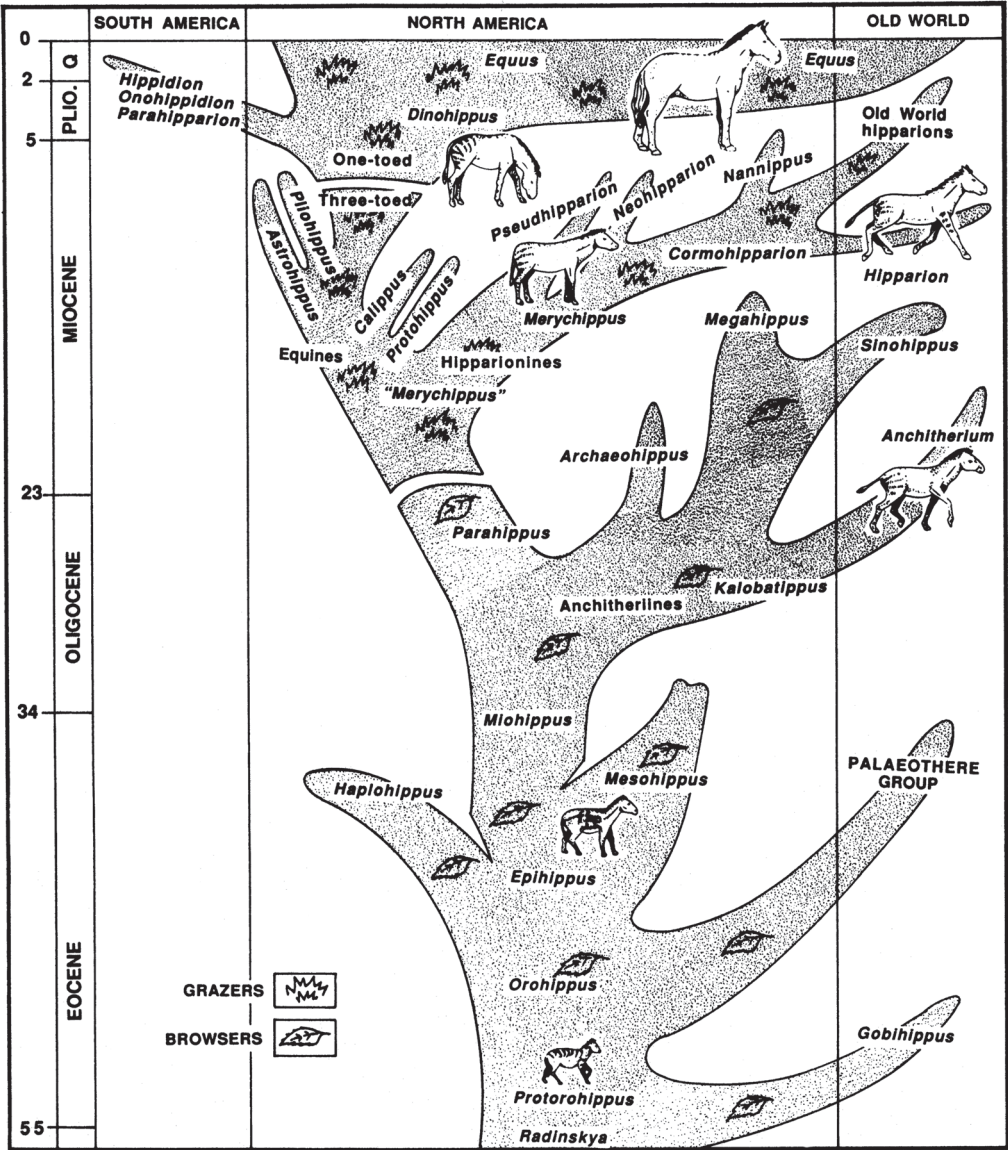 SOUTH AMERICA
NORTH AMERICA
OLD WORLD
0
Q
2
PLIO.
5
MIOCENE
23
OLIGOCENE
34
EOCENE
55
Hippidion
Onohippidion
Parahipparion
Equus
Equus
Dinohippus
Old World
hipparions
One-toed
Three-toed
Pliohippus
Astrohippus
Pseudhipparion
Neohipparion
Nannippus
Calippus
Protohippus
Cormohipparion
Hipparion
Merychippus
Megahippus
Sinohippus
Equines
Hipparionines
"Merychippus"
Archaeohippus
Anchitherium
Parahippus
Kalobatippus
Anchitheriines
Miohippus
Mesohippus
PALAEOTHERE
GROUP
Haplohippus
Epihippus
GRAZERS
Orohippus
BROWSERS
Gobihippus
Protorohippus
Radinskya